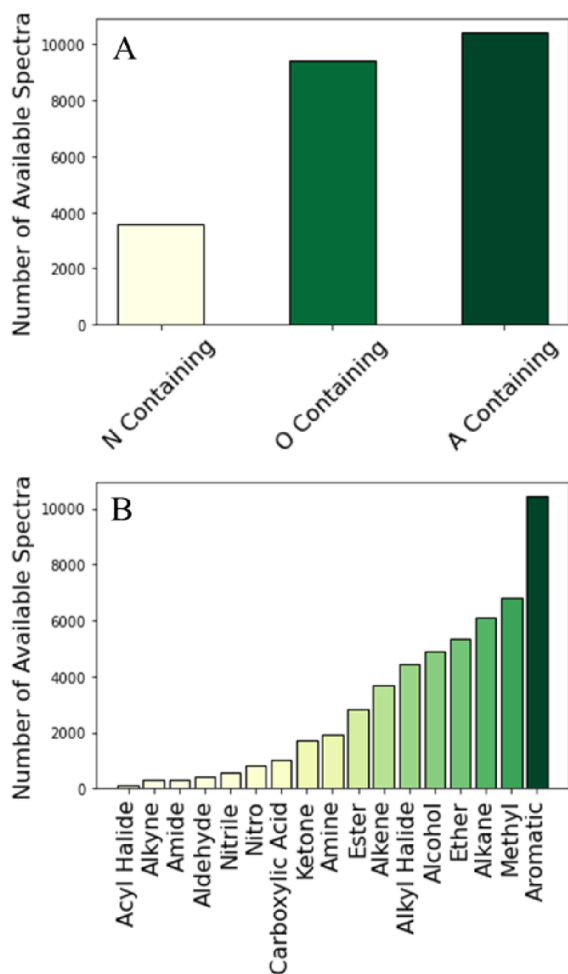 A
Number of Available Spectra
10000
8000
6000
4000
2000
0
N Containing
O Containing
A Containing
B
Number of Available Spectra
10000
8000
6000
4000
2000
0
Acyl Halide
Alkyne
Amide
Aldehyde
Nitrile
Nitro
Carboxylic Acid
Ketone
Amine
Ester
Alkene
Alkyl Halide
Alcohol
Ether
Alkane
Methyl
Aromatic